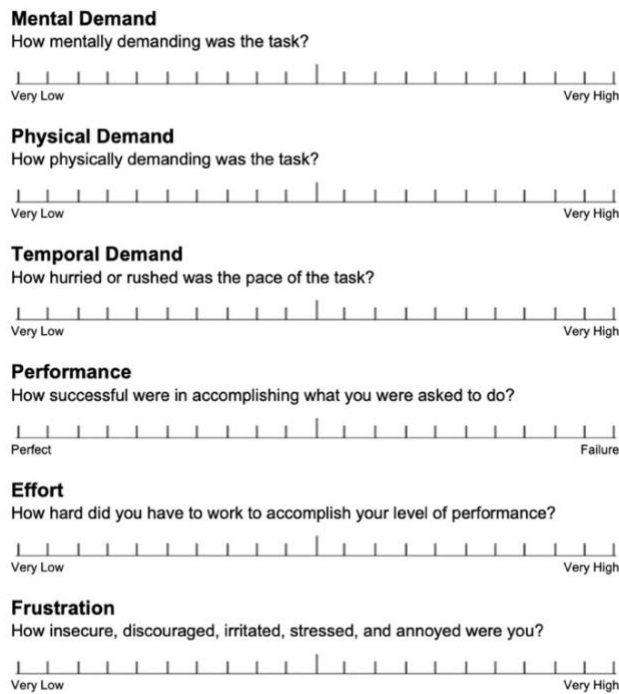 Mental Demand
How mentally demanding was the task?
Very Low Very High
Physical Demand
How physically demanding was the task?
Very Low Very High
Temporal Demand
How hurried or rushed was the pace of the task?
Very Low Very High
Performance
How successful were in accomplishing what you were asked to do?
Perfect Failure
Effort
How hard did you have to work to accomplish your level of performance?
Very Low Very High
Frustration
How insecure, discouraged, irritated, stressed, and annoyed were you?
Very Low Very High